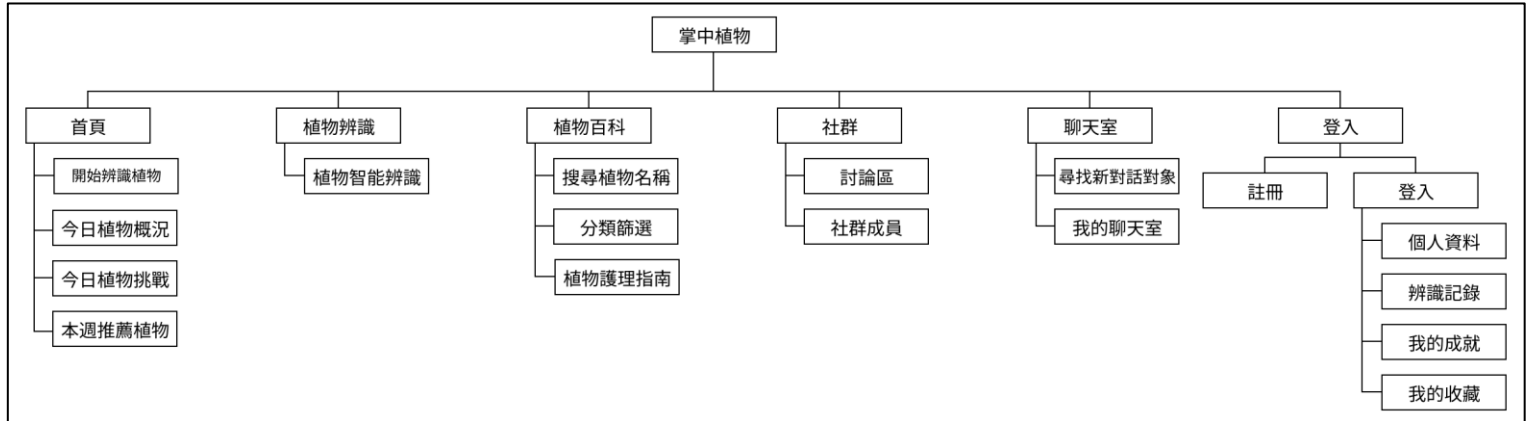 掌中植物
首頁
植物辨識
植物百科
社群
聊天室
登入
開始辨識植物
植物智能辨識
搜尋植物名稱
討論區
尋找新對話對象
註冊
登入
今日植物概況
分類篩選
社群成員
我的聊天室
個人資料
今日植物挑戰
植物護理指南
辨識記錄
本週推薦植物
我的成就
我的收藏